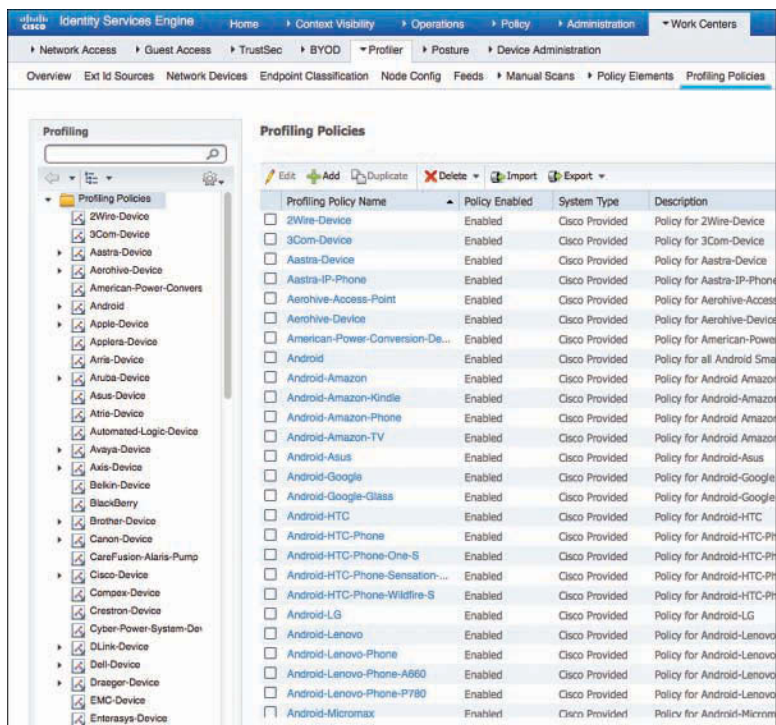 cisco Identity Services Engine Home Context Visibility Operations Policy Administration Work Centers
Network Access Guest Access TrustSec BYOD Profiler Posture Device Administration
Overview Ext Id Sources Network Devices Endpoint Classification Node Config Feeds Manual Scans Policy Elements Profiling Policies
Profiling
Profiling Policies
2Wire-Device
3Com-Device
Aastra-Device
Aerohive-Device
American-Power-Convers
Android
Apple-Device
Applera-Device
Arris-Device
Aruba-Device
Asus-Device
Atrie-Device
Automated-Logic-Device
Avaya-Device
Axis-Device
Belkin-Device
BlackBerry
Brother-Device
Canon-Device
CareFusion-Alaris-Pump
Cisco-Device
Compex-Device
Crestron-Device
Cyber-Power-System-De
DLink-Device
Dell-Device
Draeger-Device
EMC-Device
Enterasys-Device
Profiling Policies
Edit Add Duplicate Delete Import Export
Profiling Policy Name Policy Enabled System Type Description
2Wire-Device Enabled Cisco Provided Policy for 2Wire-Device
3Com-Device Enabled Cisco Provided Policy for 3Com-Device
Aastra-Device Enabled Cisco Provided Policy for Aastra-Device
Aastra-IP-Phone Enabled Cisco Provided Policy for Aastra-IP-Phone
Aerohive-Access-Point Enabled Cisco Provided Policy for Aerohive-Access
Aerohive-Device Enabled Cisco Provided Policy for Aerohive-Device
American-Power-Conversion-De... Enabled Cisco Provided Policy for American-Powe
Android Enabled Cisco Provided Policy for all Android Sma
Android-Amazon Enabled Cisco Provided Policy for Android Amazon
Android-Amazon-Kindle Enabled Cisco Provided Policy for Android-Amazon
Android-Amazon-Phone Enabled Cisco Provided Policy for Android Amazon
Android-Amazon-TV Enabled Cisco Provided Policy for Android Amazon
Android-Asus Enabled Cisco Provided Policy for Android-Asus
Android-Google Enabled Cisco Provided Policy for Android-Google
Android-Google-Glass Enabled Cisco Provided Policy for Android-Google
Android-HTC Enabled Cisco Provided Policy for Android-HTC
Android-HTC-Phone Enabled Cisco Provided Policy for Android-HTC-Ph
Android-HTC-Phone-One-S Enabled Cisco Provided Policy for Android-HTC-Ph
Android-HTC-Phone-Sensation-... Enabled Cisco Provided Policy for Android-HTC-Ph
Android-HTC-Phone-Wildfire-S Enabled Cisco Provided Policy for Android-HTC-Ph
Android-LG Enabled Cisco Provided Policy for Android-LG
Android-Lenovo Enabled Cisco Provided Policy for Android-Lenovo
Android-Lenovo-Phone Enabled Cisco Provided Policy for Android-Lenovo
Android-Lenovo-Phone-A660 Enabled Cisco Provided Policy for Android-Lenovo
Android-Lenovo-Phone-P780 Enabled Cisco Provided Policy for Android-Lenovo
Android-Micromax Enabled Cisco Provided Policy for Android-Microm